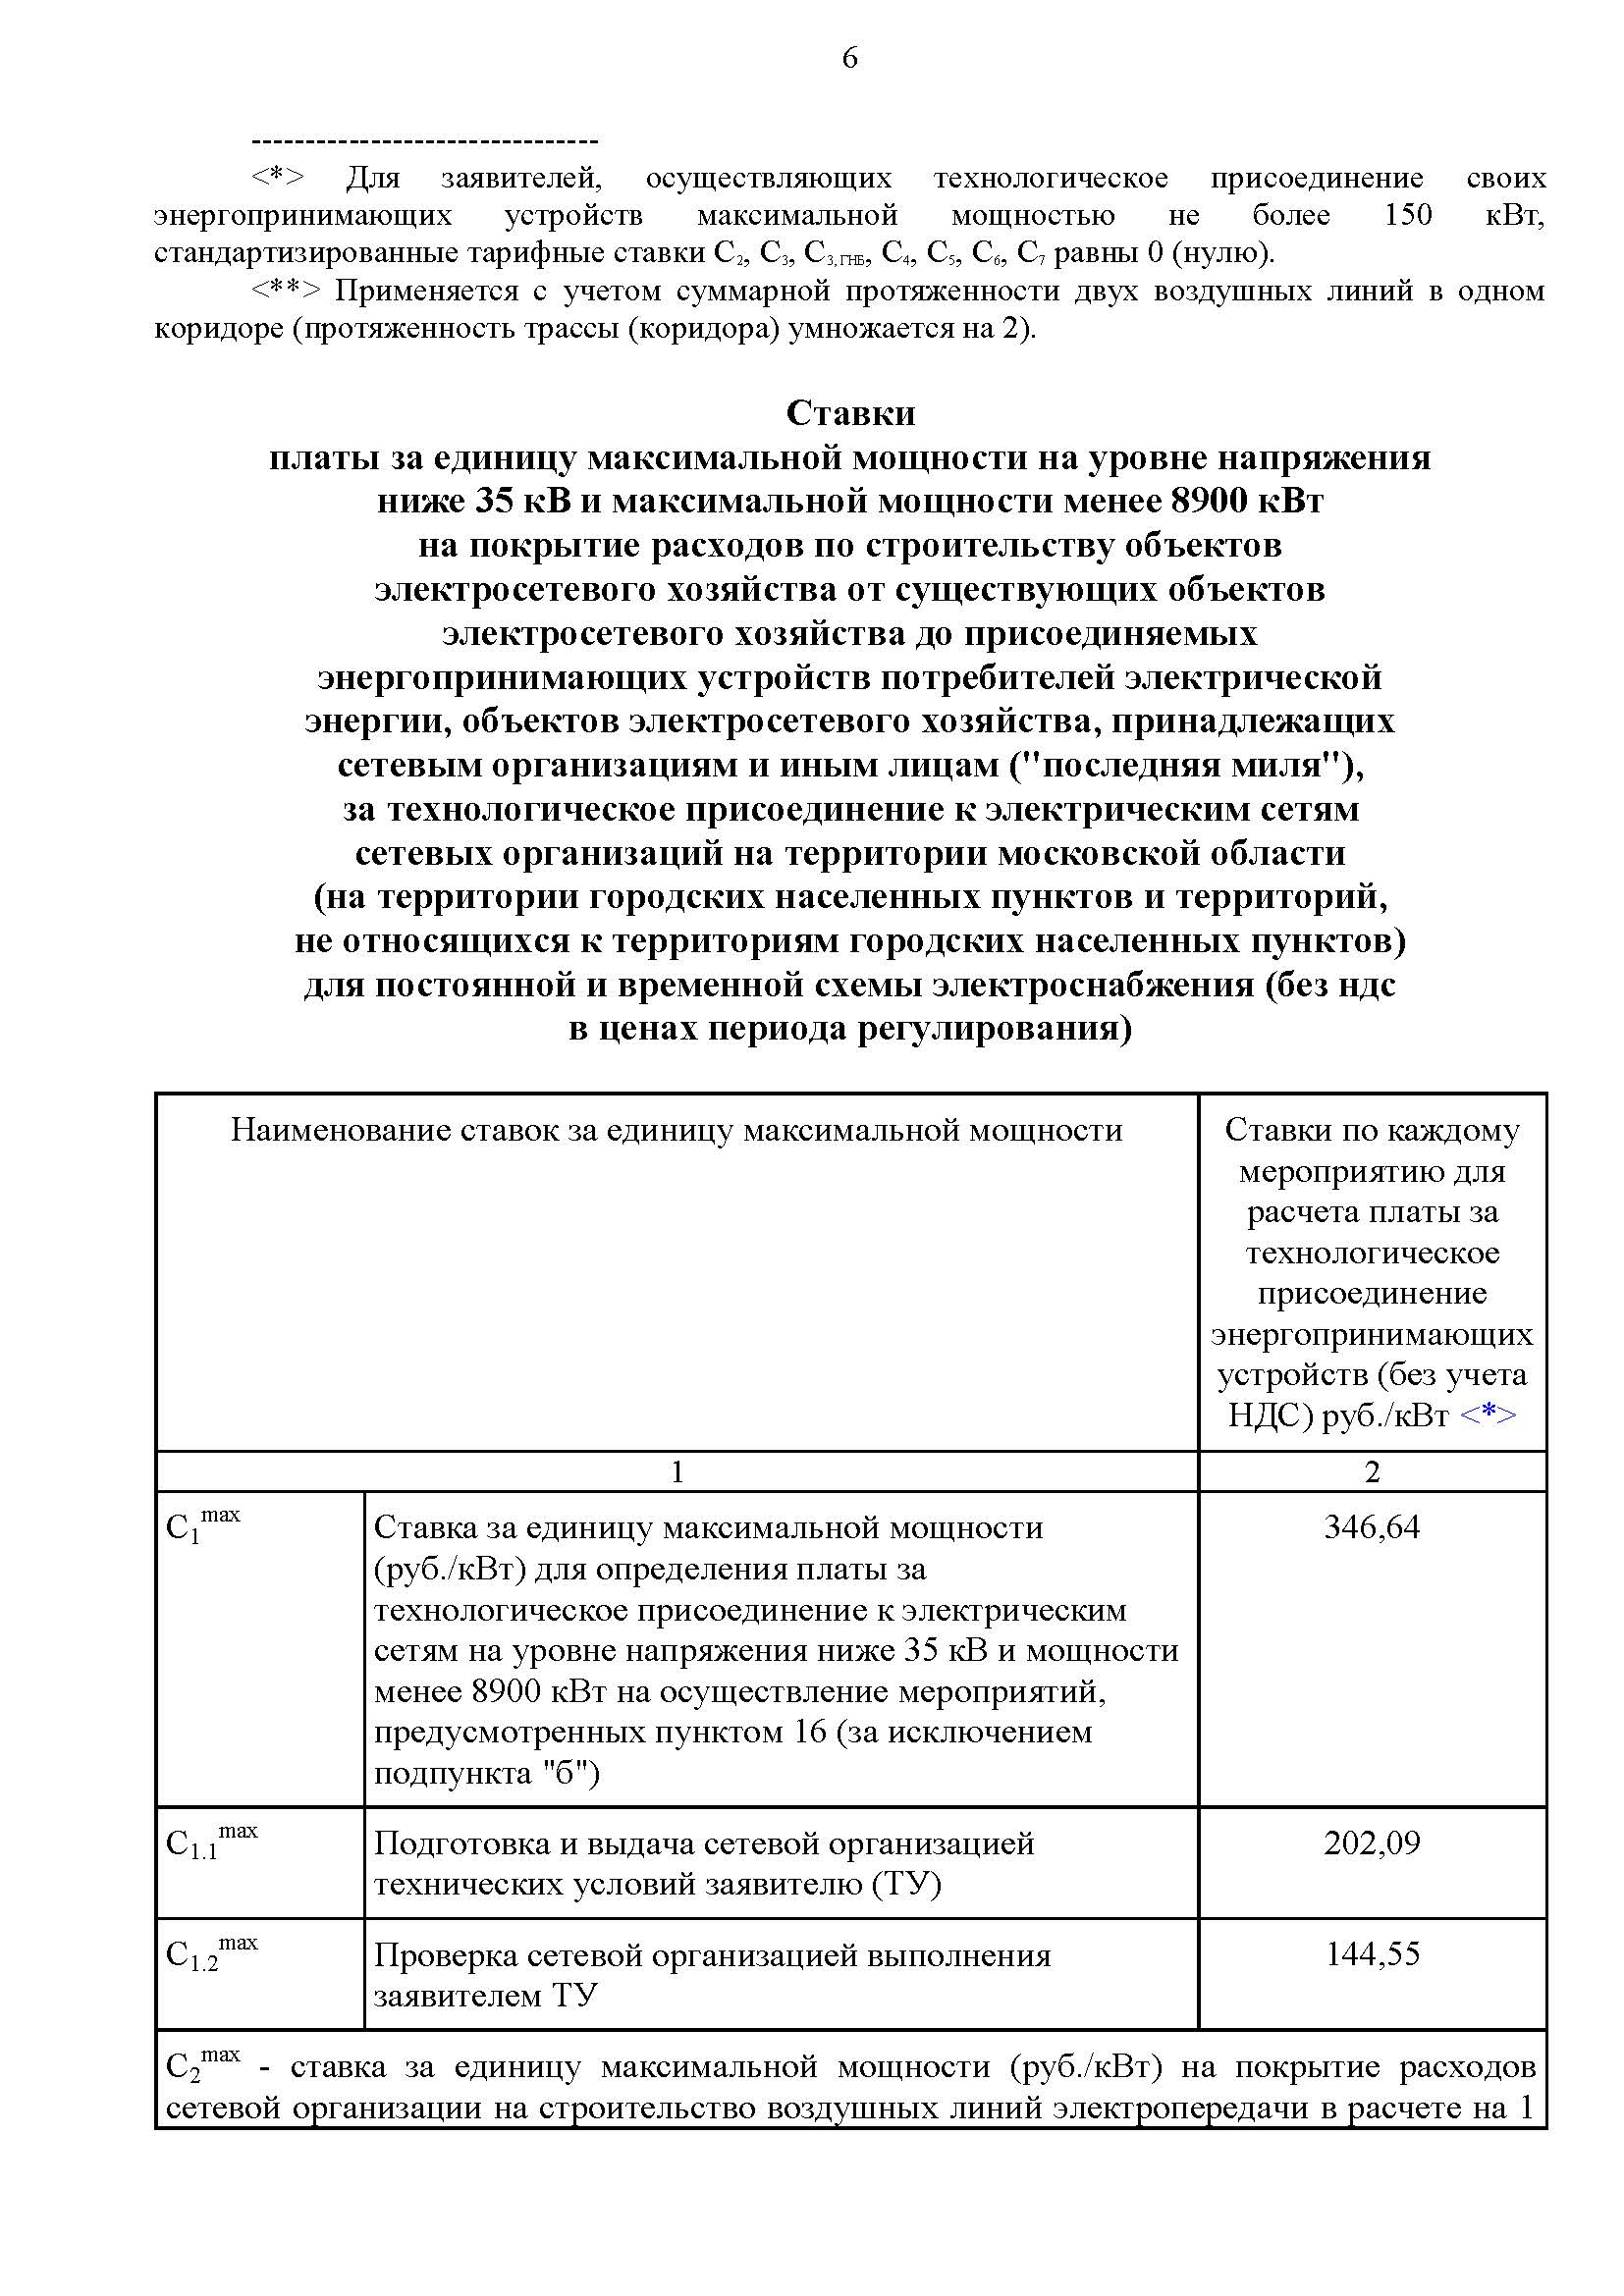 6
--------------------------------
<*> Для заявителей, осуществляющих технологическое присоединение своих
энергопринимающих устройств максимальной мощностью не более 150 кВт,
стандартизированные тарифные ставки С2, С3, С3, ГНБ, С4, С5, С6, С7 равны 0 (нулю).
<**> Применяется с учетом суммарной протяженности двух воздушных линий в одном
коридоре (протяженность трассы (коридора) умножается на 2).
Ставки
платы за единицу максимальной мощности на уровне напряжения
ниже 35 кВ и максимальной мощности менее 8900 кВт
на покрытие расходов по строительству объектов
электросетевого хозяйства от существующих объектов
электросетевого хозяйства до присоединяемых
энергопринимающих устройств потребителей электрической
энергии, объектов электросетевого хозяйства, принадлежащих
сетевым организациям и иным лицам ("последняя миля"),
за технологическое присоединение к электрическим сетям
сетевых организаций на территории московской области
(на территории городских населенных пунктов и территорий,
не относящихся к территориям городских населенных пунктов)
для постоянной и временной схемы электроснабжения (без ндс
в ценах периода регулирования)
Наименование ставок за единицу максимальной мощности
Ставки по каждому
мероприятию для
расчета платы за
технологическое
присоединение
энергопринимающих
устройств (без учета
НДС) руб./кВт <*>
1
2
С1max
Ставка за единицу максимальной мощности
(руб./кВт) для определения платы за
технологическое присоединение к электрическим
сетям на уровне напряжения ниже 35 кВ и мощности
менее 8900 кВт на осуществление мероприятий,
предусмотренных пунктом 16 (за исключением
подпункта "б")
346,64
С1.1max
Подготовка и выдача сетевой организацией
технических условий заявителю (ТУ)
202,09
С1.2max
Проверка сетевой организацией выполнения
заявителем ТУ
144,55
С2max - ставка за единицу максимальной мощности (руб./кВт) на покрытие расходов
сетевой организации на строительство воздушных линий электропередачи в расчете на 1